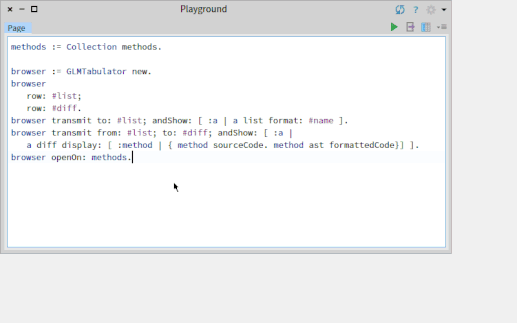 Playground
?
Page
methods := Collection methods.
browser := GLMTabulator new.
browser
row: #list;
row: #diff.
browser transmit to: #list; andShow: [ :a | a list format: #name ].
browser transmit from: #list; to: #diff; andShow: [ :a |
a diff display: [ :method | { method sourceCode. method ast formattedCode}] ].
browser openOn: methods.